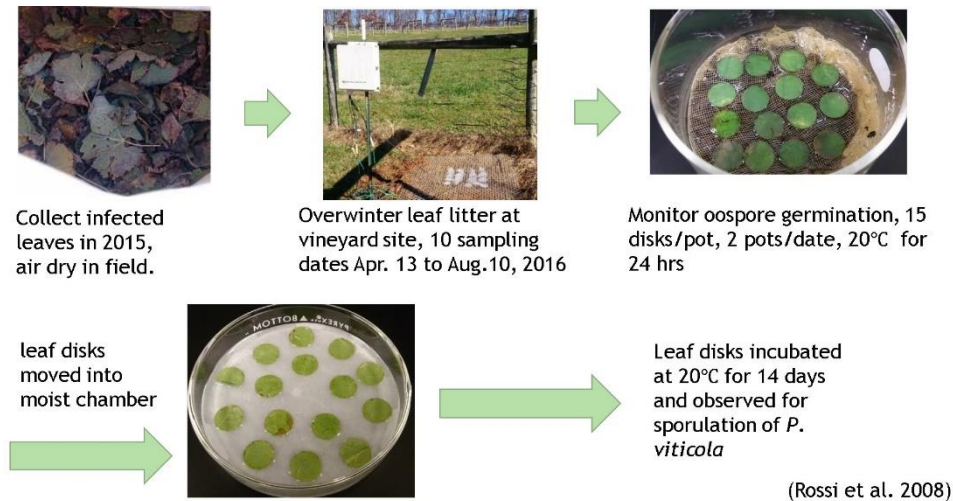 Collect infected
leaves in 2015,
air dry in field.
Overwinter leaf litter at
vineyard site, 10 sampling
dates Apr. 13 to Aug.10, 2016
Monitor oospore germination, 15
disks/pot, 2 pots/date, 20°C for
24 hrs
leaf disks
moved into
moist chamber
PYREX
BOTTOM
Leaf disks incubated
at 20°C for 14 days
and observed for
sporulation of P.
viticola
(Rossi et al. 2008)